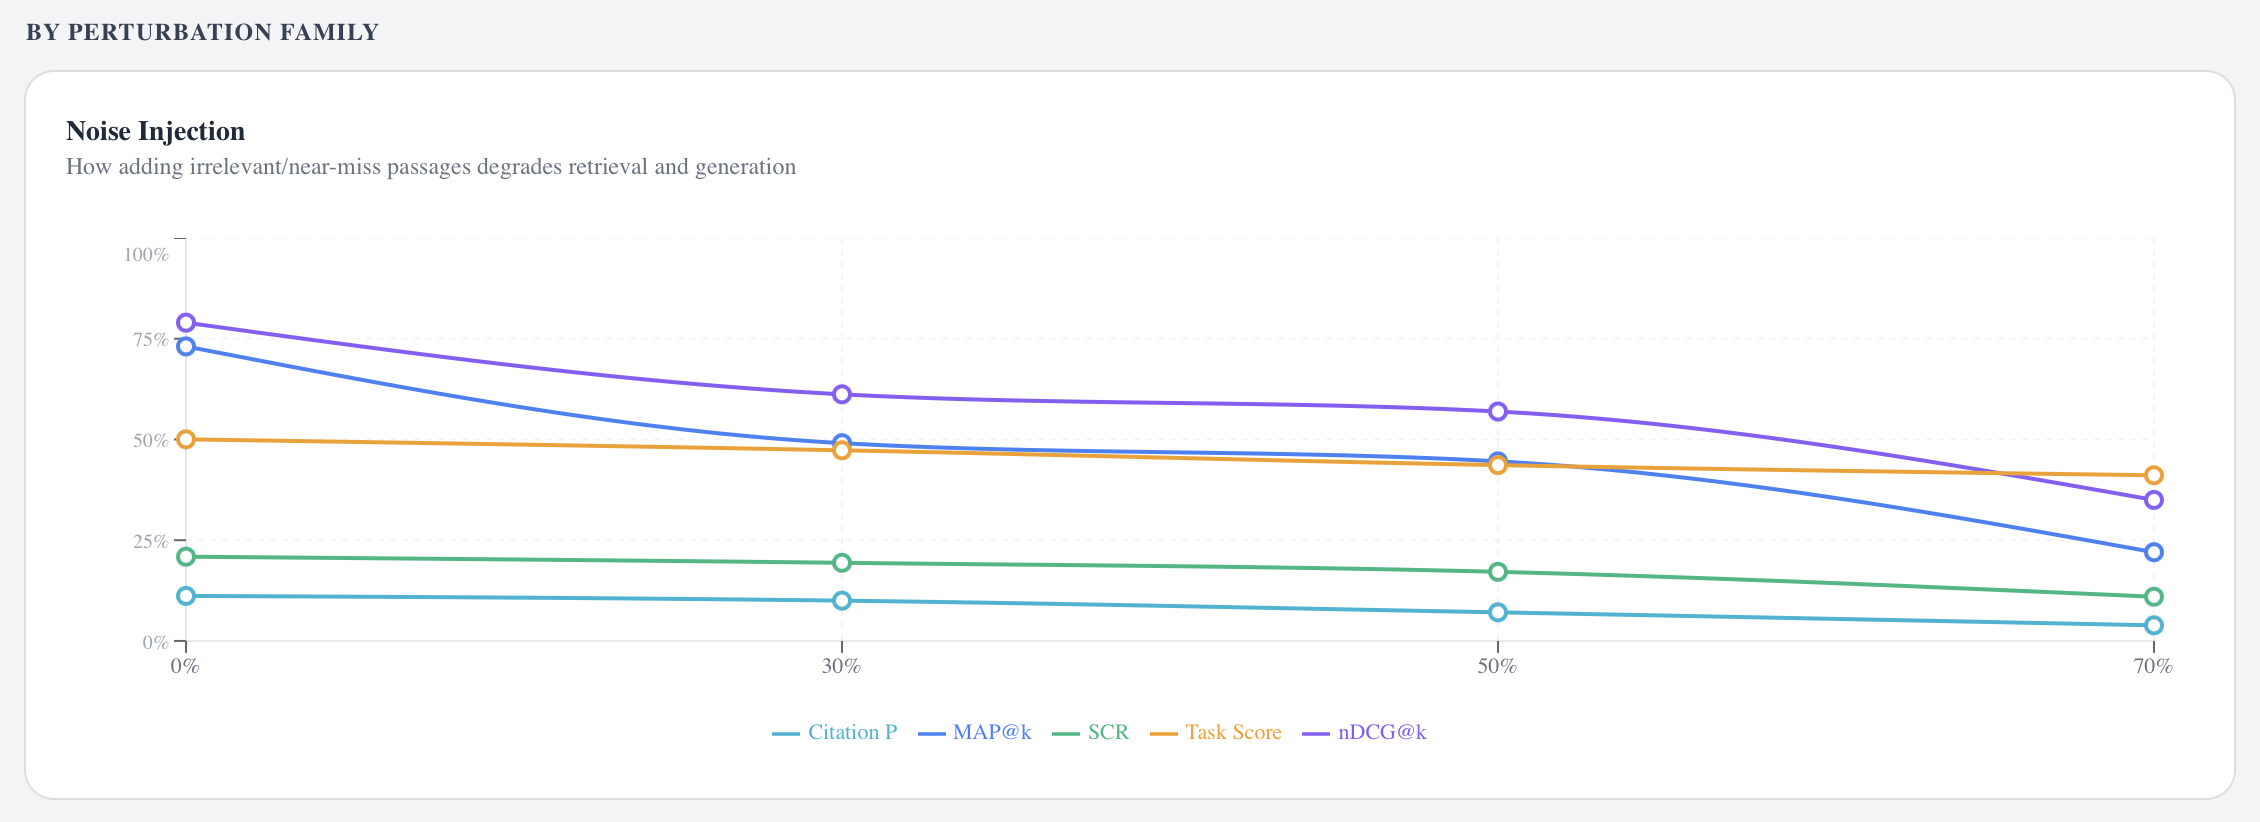 BY PERTURBATION FAMILY
Noise Injection
How adding irrelevant/near-miss passages degrades retrieval and generation
100%
75%
50%
25%
0%
0% 30% 50% 70%
Citation P MAP@k SCR Task Score nDCG@k